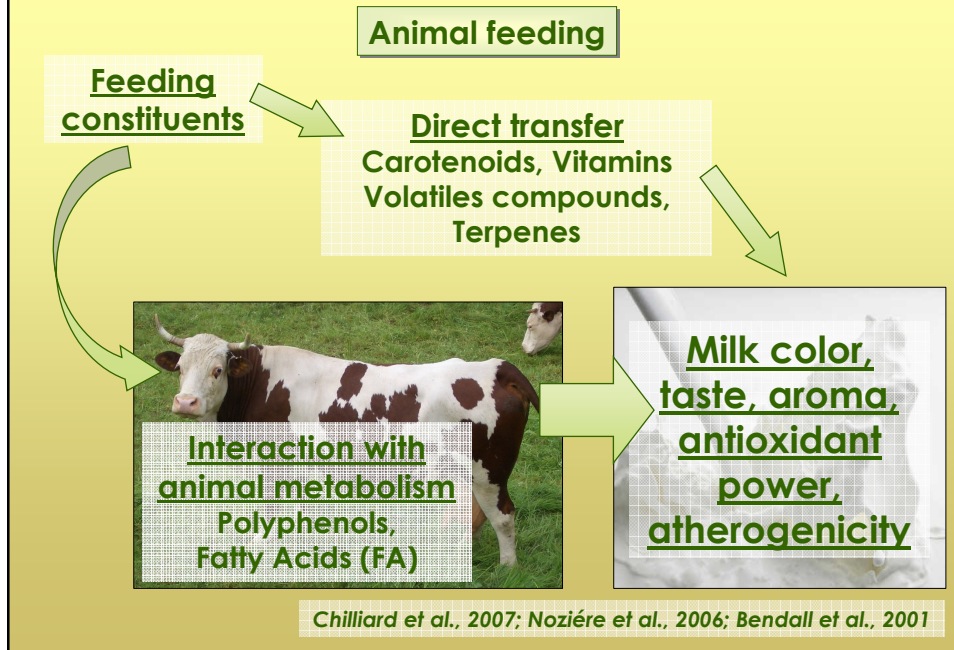 Animal feeding
Feeding
constituents
Direct transfer
Carotenoids, Vitamins
Volatiles compounds,
Terpenes
Interaction with
animal metabolism
Polyphenols,
Fatty Acids (FA)
Milk color,
taste, aroma,
antioxidant
power,
atherogenicity
Chilliard et al., 2007; Noziére et al., 2006; Bendall et al., 2001